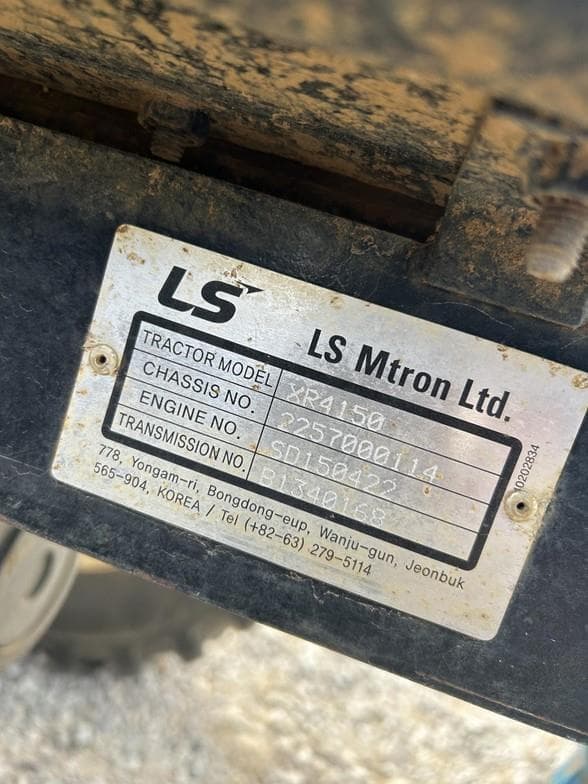 LS
LS Mtron Ltd.
TRACTOR MODEL XR4150
CHASSIS NO. 2257000114
ENGINE NO. SD150422
TRANSMISSION NO. B1340168
10202834
778, Yongam-ri, Bongdong-eup, Wanju-gun, Jeonbuk
565-904, KOREA / Tel (+82-63) 279-5114